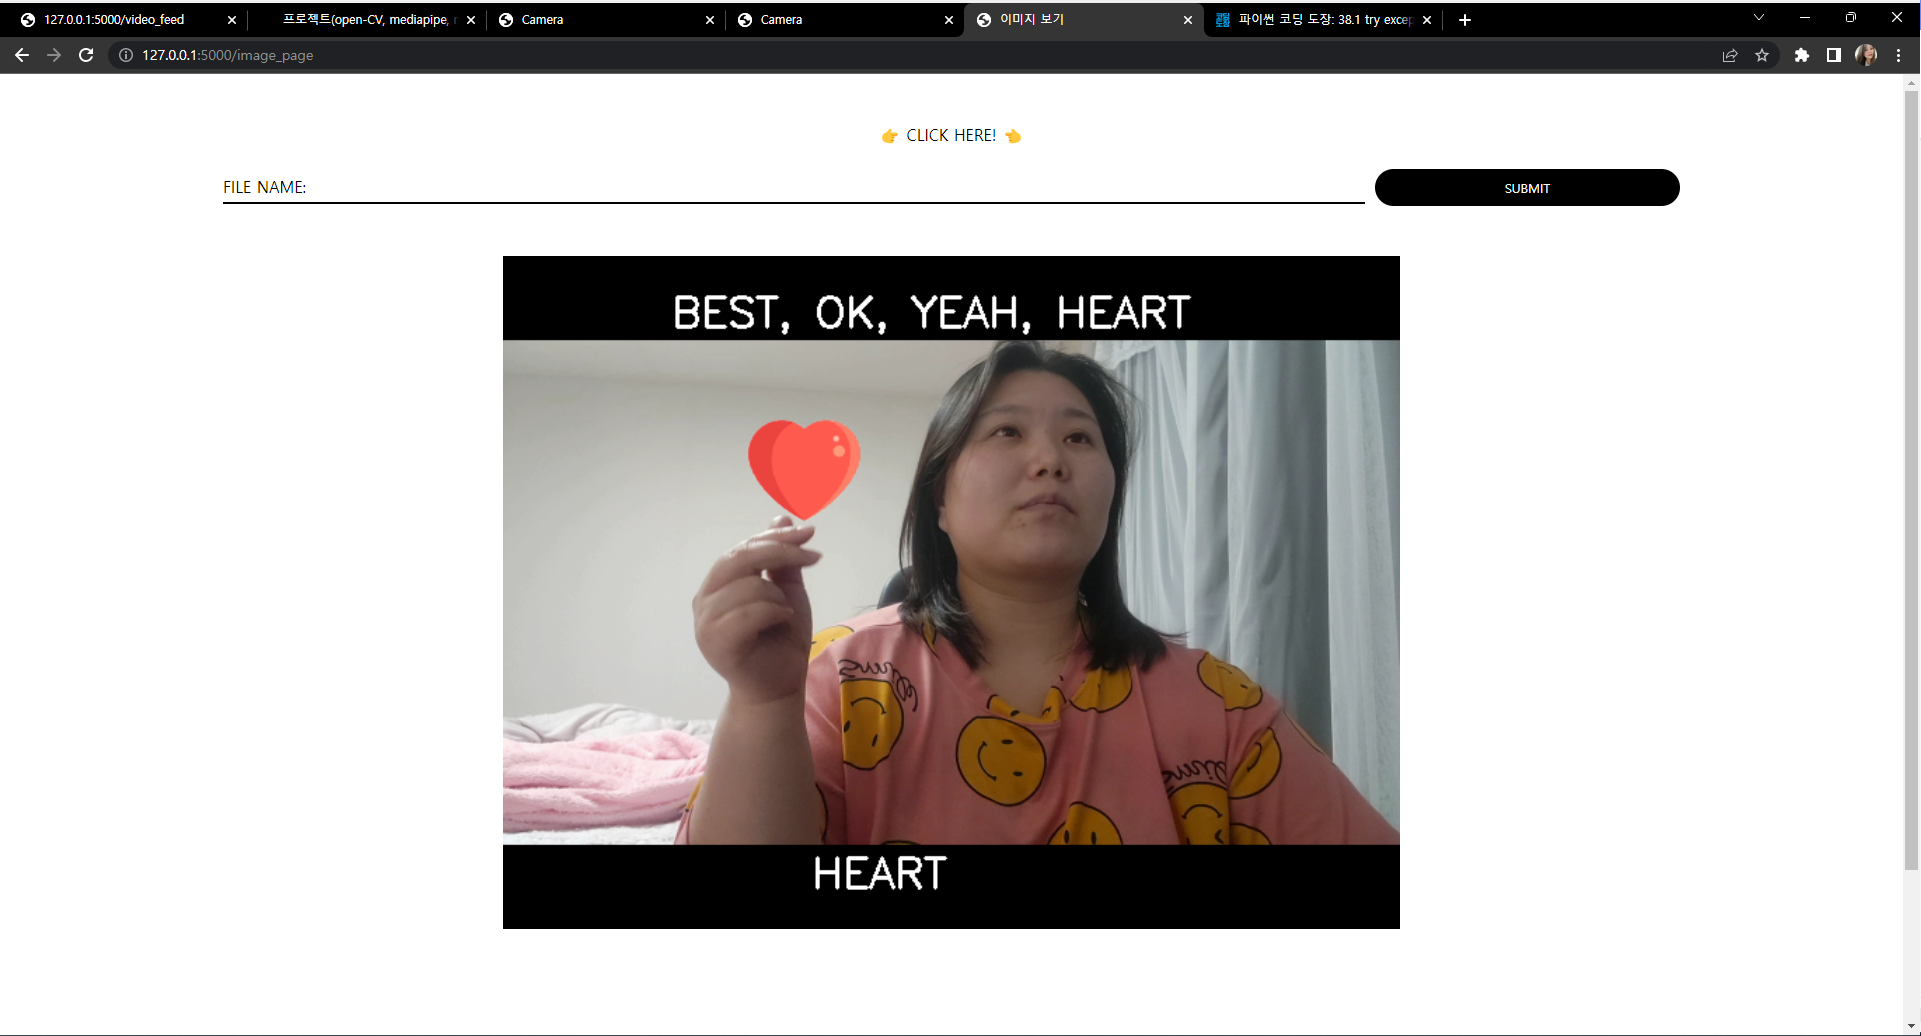 127.0.0.1:5000/video_feed
프로젝트(open-CV, mediapipe,
Camera
Camera
이미지 보기
파이썬 코딩 도장: 38.1 try excep
127.0.0.1:5000/image_page
👉 CLICK HERE! 👈
FILE NAME:
SUBMIT
BEST, OK, YEAH, HEART
HEART